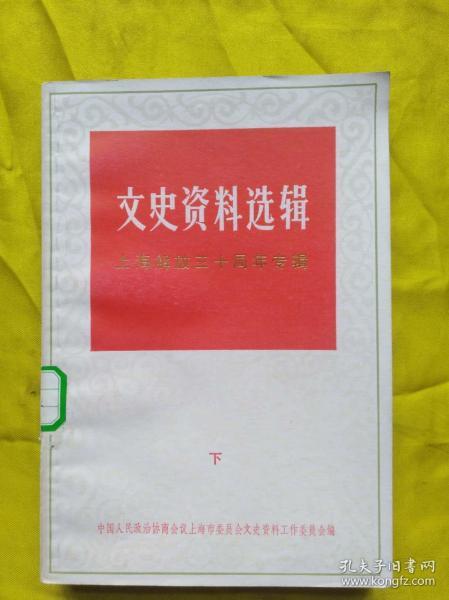 文史资料选辑
上海解放三十周年专辑
下
中国人民政治协商会议上海市委员会文史资料工作委员会编
孔夫子旧书网
www.kongfz.com